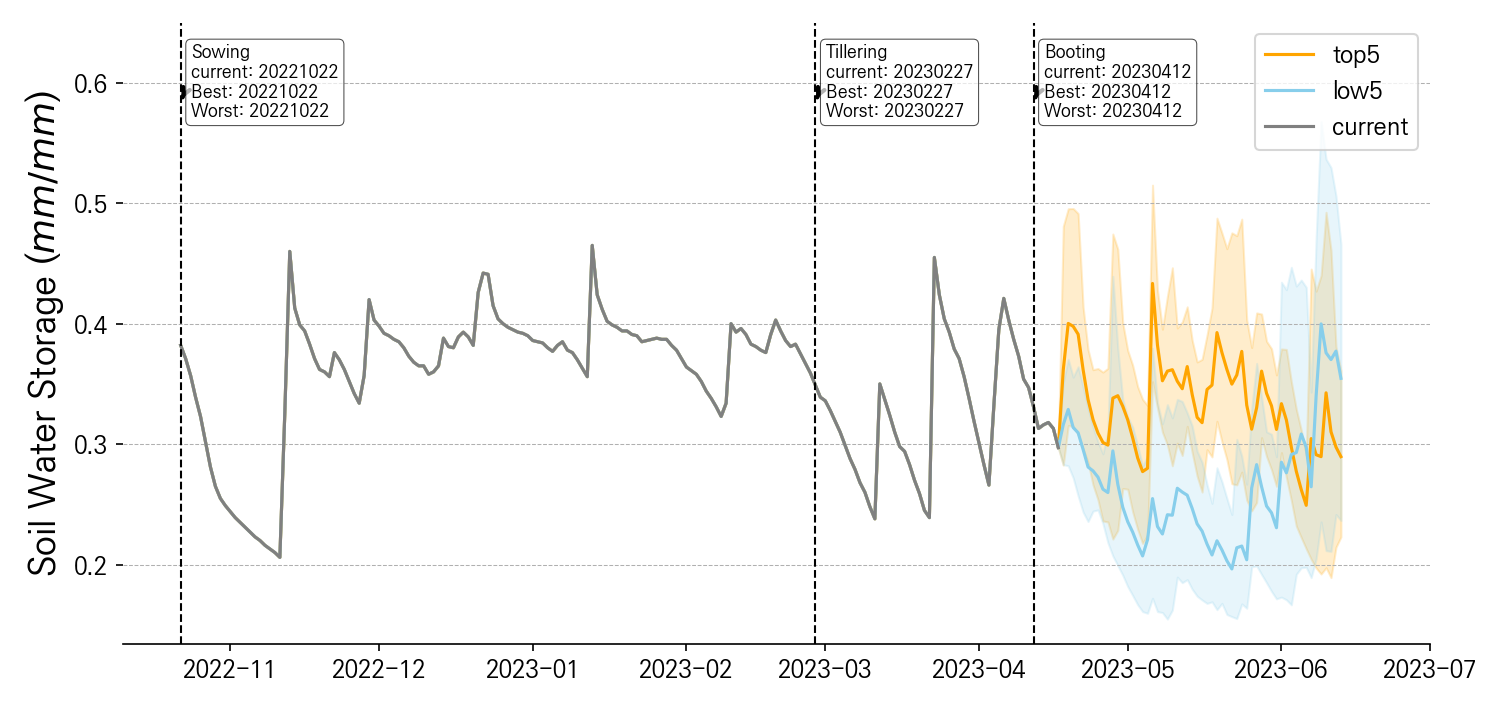 Sowing
current: 20221022
Best: 20221022
Worst: 20221022
Tillering
current: 20230227
Best: 20230227
Worst: 20230227
Booting
current: 20230412
Best: 20230412
Worst: 20230412
top5
low5
current
Soil Water Storage (mm/mm)
0.6
0.5
0.4
0.3
0.2
2022−11
2022−12
2023−01
2023−02
2023−03
2023−04
2023−05
2023−06
2023−07